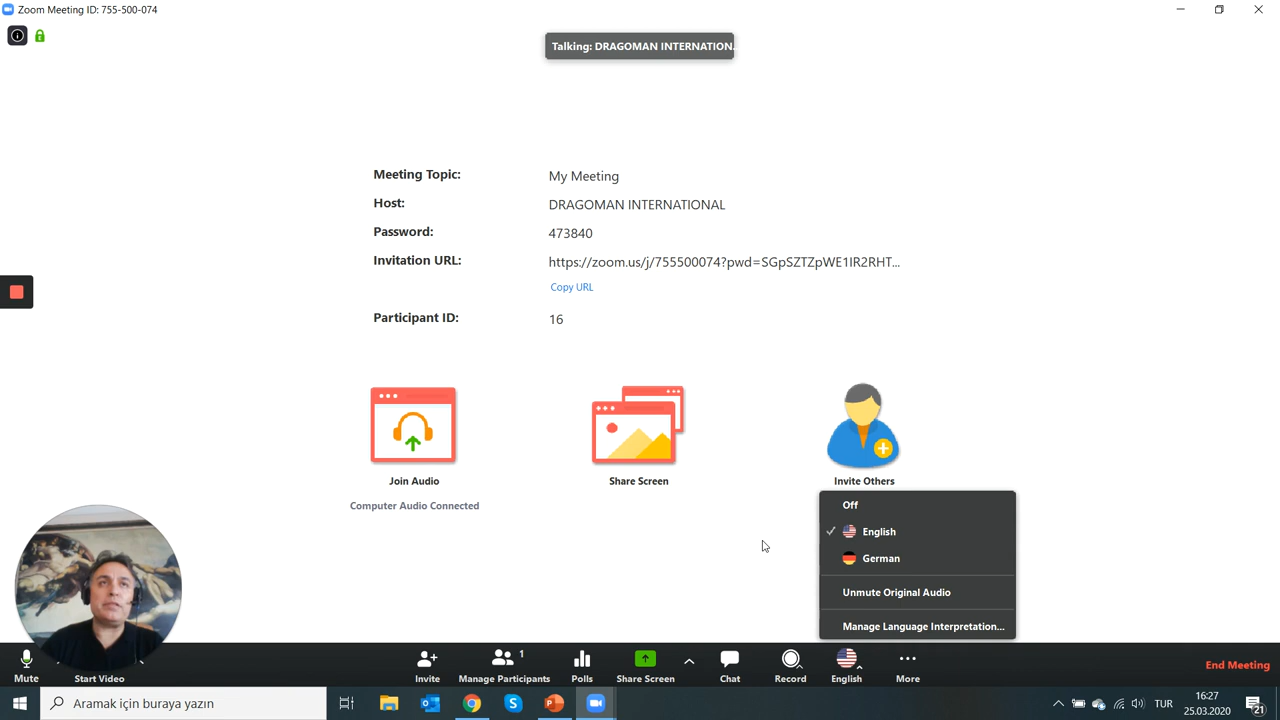 Zoom Meeting ID: 755-500-074
Talking: DRAGOMAN INTERNATION...
Meeting Topic: My Meeting
Host: DRAGOMAN INTERNATIONAL
Password: 473840
Invitation URL: https://zoom.us/j/755500074?pwd=SGpSZTZpWE1IR2RHT...
Copy URL
Participant ID: 16
Join Audio
Share Screen
Invite Others
Computer Audio Connected
Off
English
German
Unmute Original Audio
Manage Language Interpretation...
Mute
Start Video
Invite
1
Manage Participants
Polls
Share Screen
Chat
Record
English
More
End Meeting
Aramak için buraya yazın
TUR
16:27
25.03.2020
21